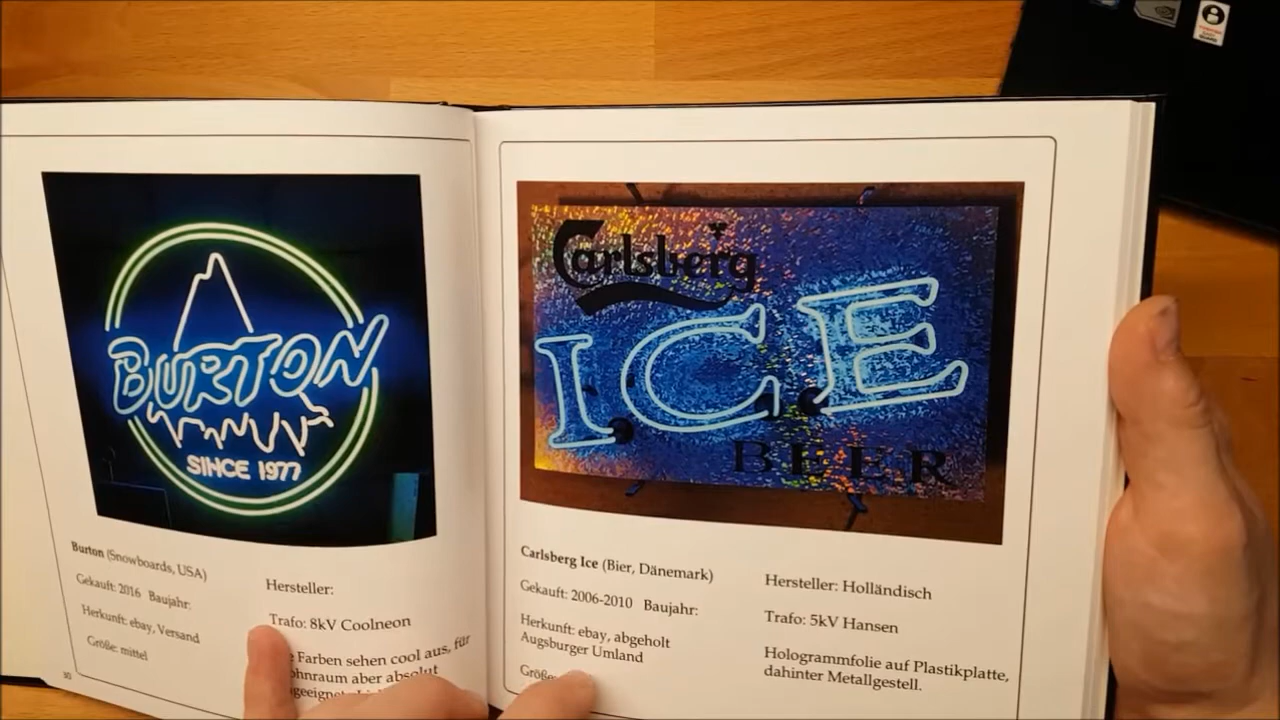 BURTON
SINCE 1977
Burton (Snowboards, USA)
Gekauft: 2016 Baujahr:
Herkunft: ebay, Versand
Größe: mittel
Hersteller:
Trafo: 8kV Coolneon
Farben sehen cool aus, für
aber absolut
30
Carlsberg
ICE
BEER
Carlsberg Ice (Bier, Dänemark)
Gekauft: 2006-2010 Baujahr:
Herkunft: ebay, abgeholt
Augsburger Umland
Hersteller: Holländisch
Trafo: 5kV Hansen
Hologrammfolie auf Plastikplatte,
dahinter Metallgestell.